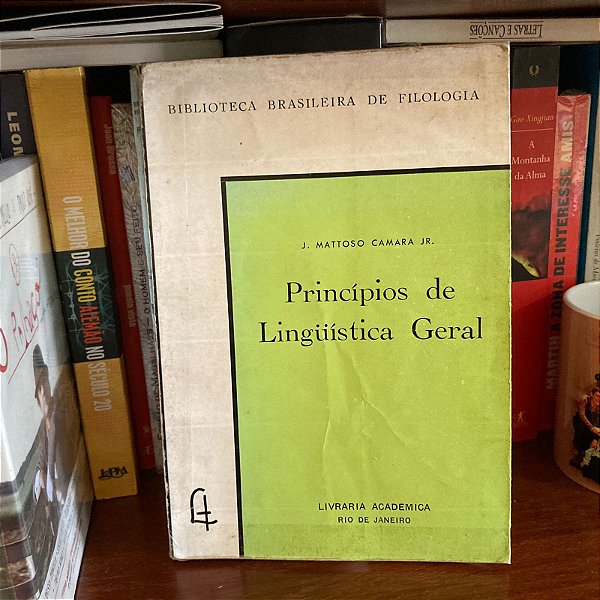 LETRAS E CANÇÕES
BIBLIOTECA BRASILEIRA DE FILOLOGIA
J. MATTOSO CAMARA JR.
Princípios de
Lingüística Geral
LIVRARIA ACADEMICA
RIO DE JANEIRO
LEON
O MELHOR DO CONTO ALEMÃO NO SÉCULO 20
L&PM
Gao Xingjian
A
Montanha
da Alma
MARTIN AMIS
A ZONA DE INTERESSE